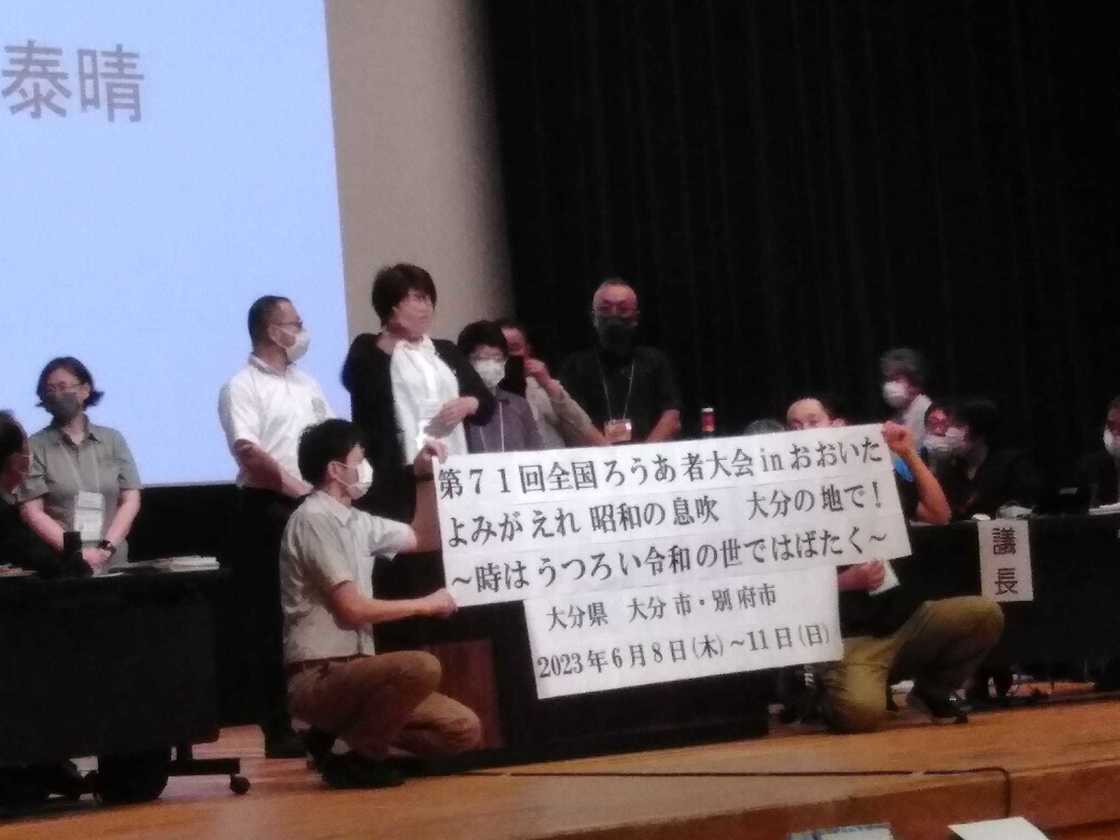 泰晴
第71回全国ろうあ者大会inおおいた
よみがえれ 昭和の息吹　大分の地で!
~時はうつろい令和の世ではばたく~
大分県　大分市・別府市
2023年6月8日(木)~11日(日)
議長